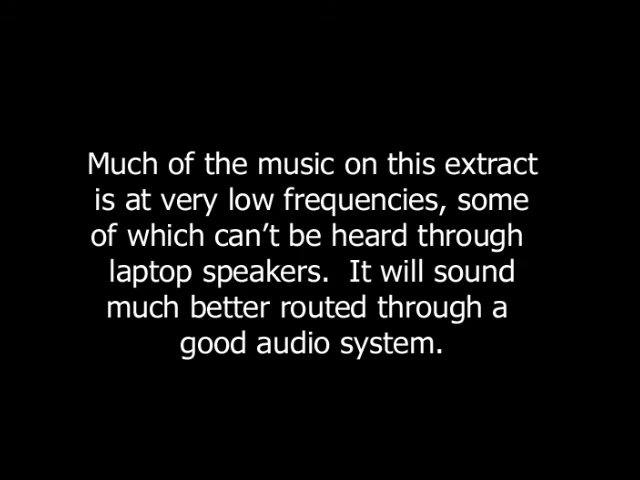 Much of the music on this extract
is at very low frequencies, some
of which can’t be heard through
laptop speakers.  It will sound
much better routed through a
good audio system.